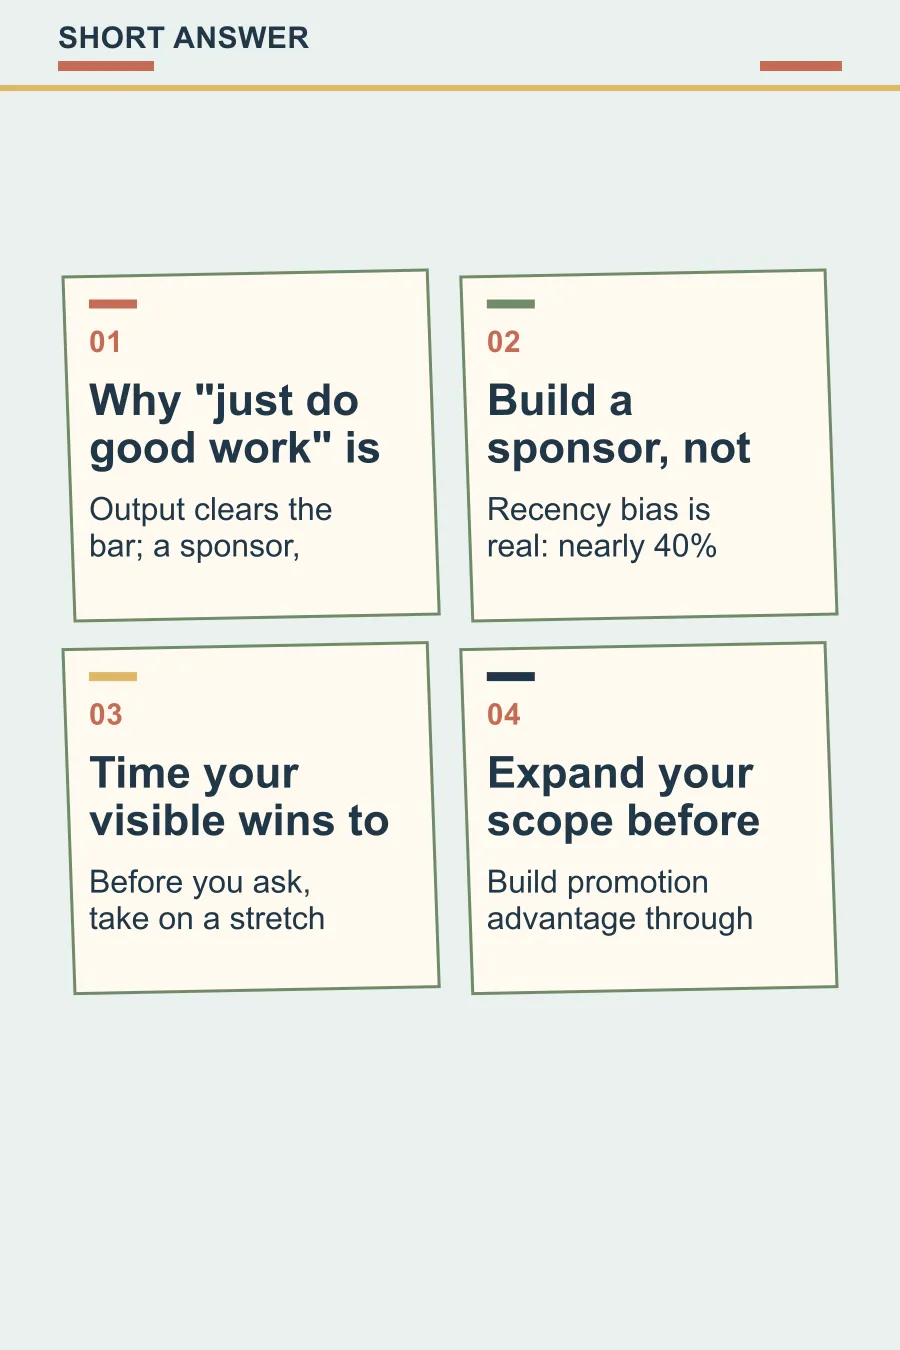 SHORT ANSWER
01
Why "just do
good work" is
Output clears the
bar; a sponsor,
02
Build a
sponsor, not
Recency bias is
real: nearly 40%
03
Time your
visible wins to
Before you ask,
take on a stretch
04
Expand your
scope before
Build promotion
advantage through